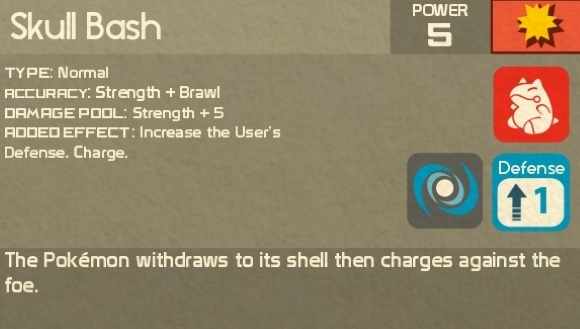 Skull Bash
POWER
5
TYPE: Normal
ACCURACY: Strength + Brawl
DAMAGE POOL: Strength + 5
ADDED EFFECT: Increase the User's
Defense. Charge.
Defense
1
The Pokémon withdraws to its shell then charges against the
foe.